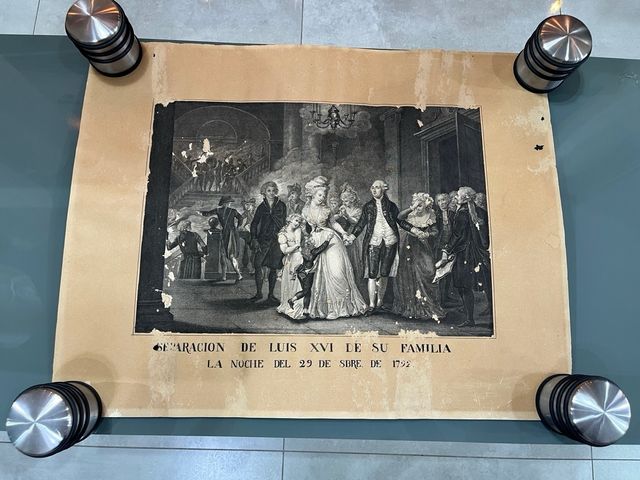 SEPARACION DE LUIS XVI DE SU FAMILIA
LA NOCHE DEL 29 DE SBRE. DE 1792